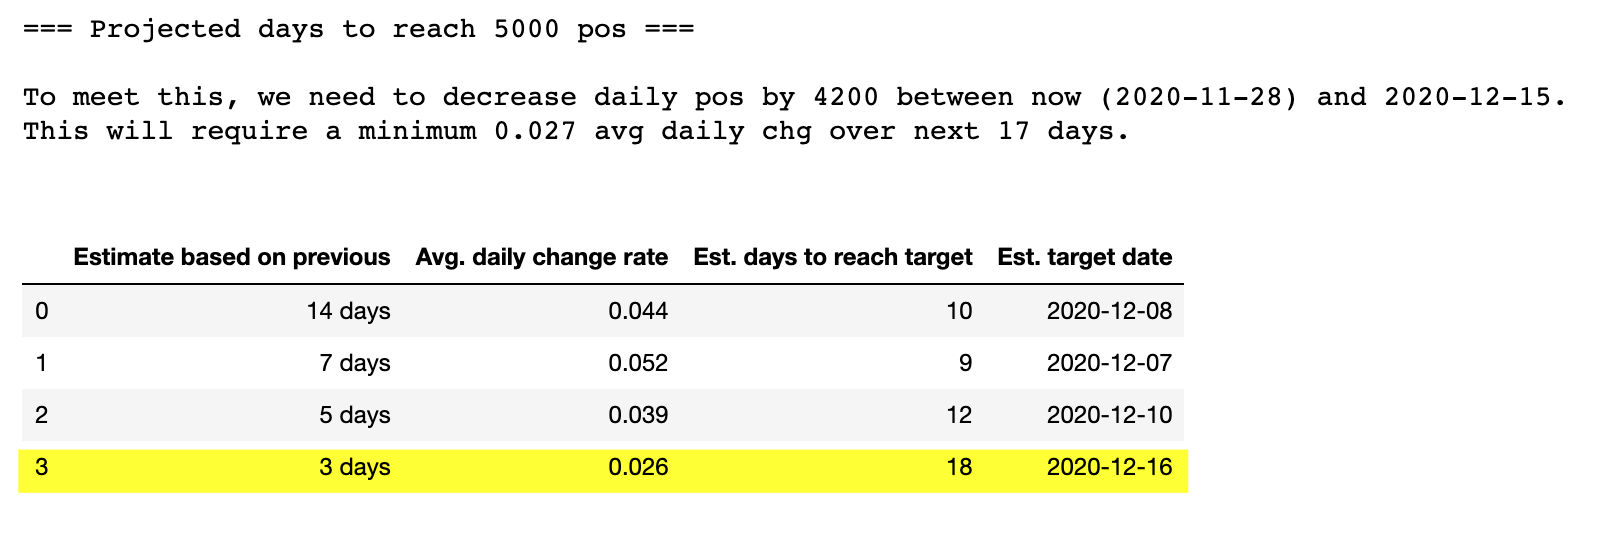 === Projected days to reach 5000 pos ===
To meet this, we need to decrease daily pos by 4200 between now (2020-11-28) and 2020-12-15.
This will require a minimum 0.027 avg daily chg over next 17 days.
Estimate based on previous Avg. daily change rate Est. days to reach target Est. target date
0 14 days 0.044 10 2020-12-08
1 7 days 0.052 9 2020-12-07
2 5 days 0.039 12 2020-12-10
3 3 days 0.026 18 2020-12-16